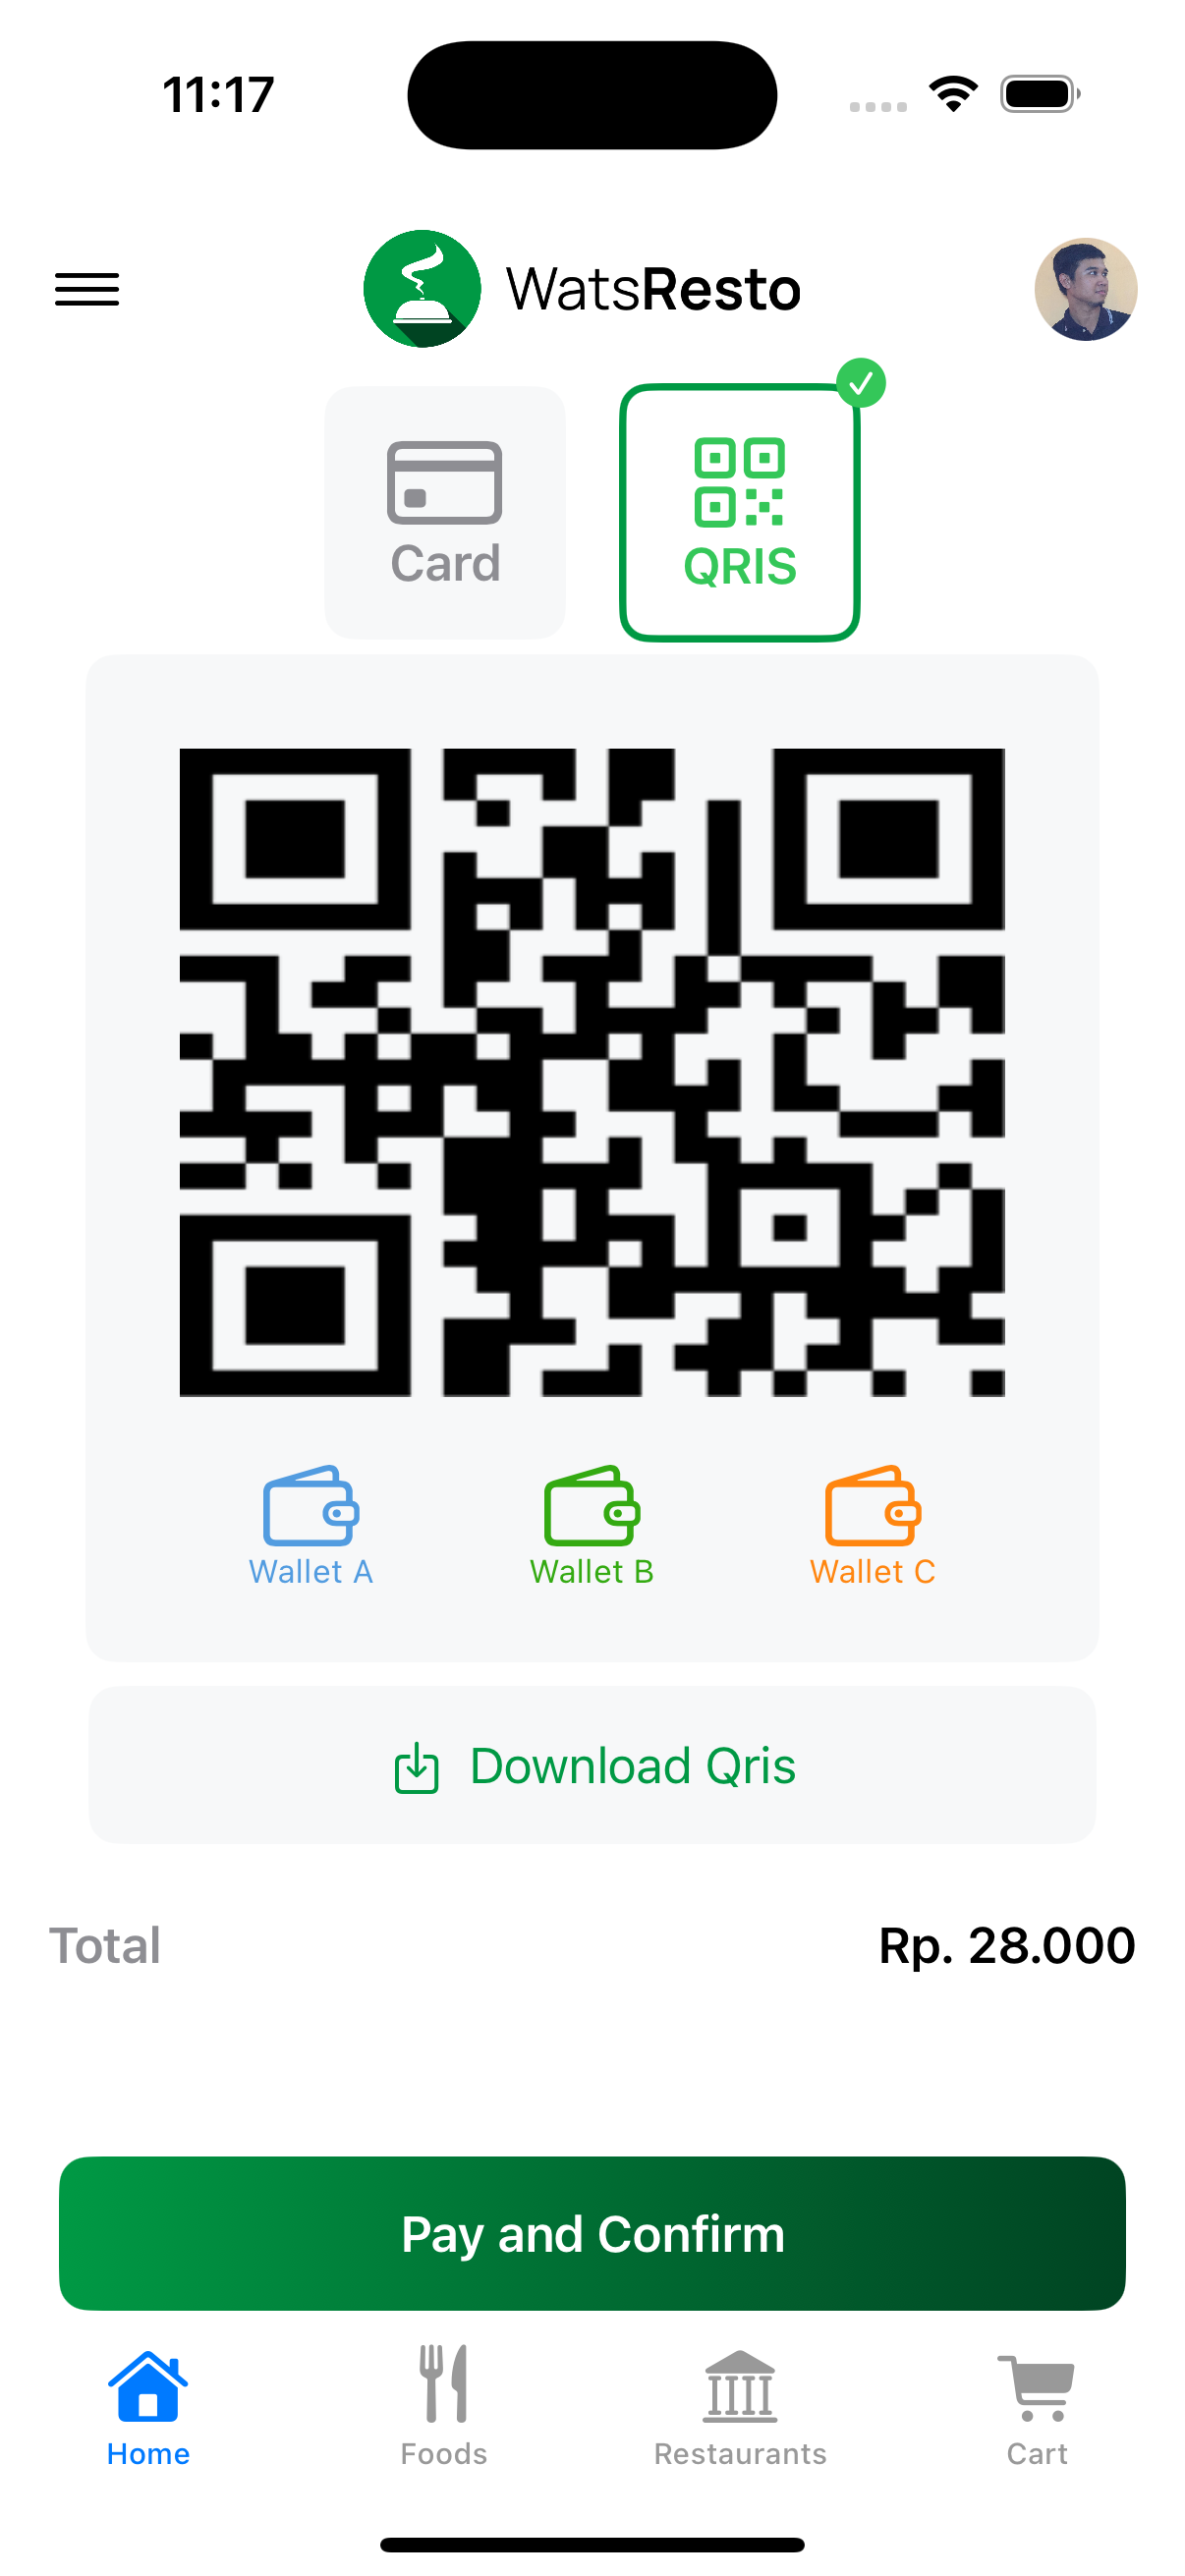 11:17
WatsResto
Card
QRIS
Wallet A
Wallet B
Wallet C
Download Qris
Total
Rp. 28.000
Pay and Confirm
Home
Foods
Restaurants
Cart